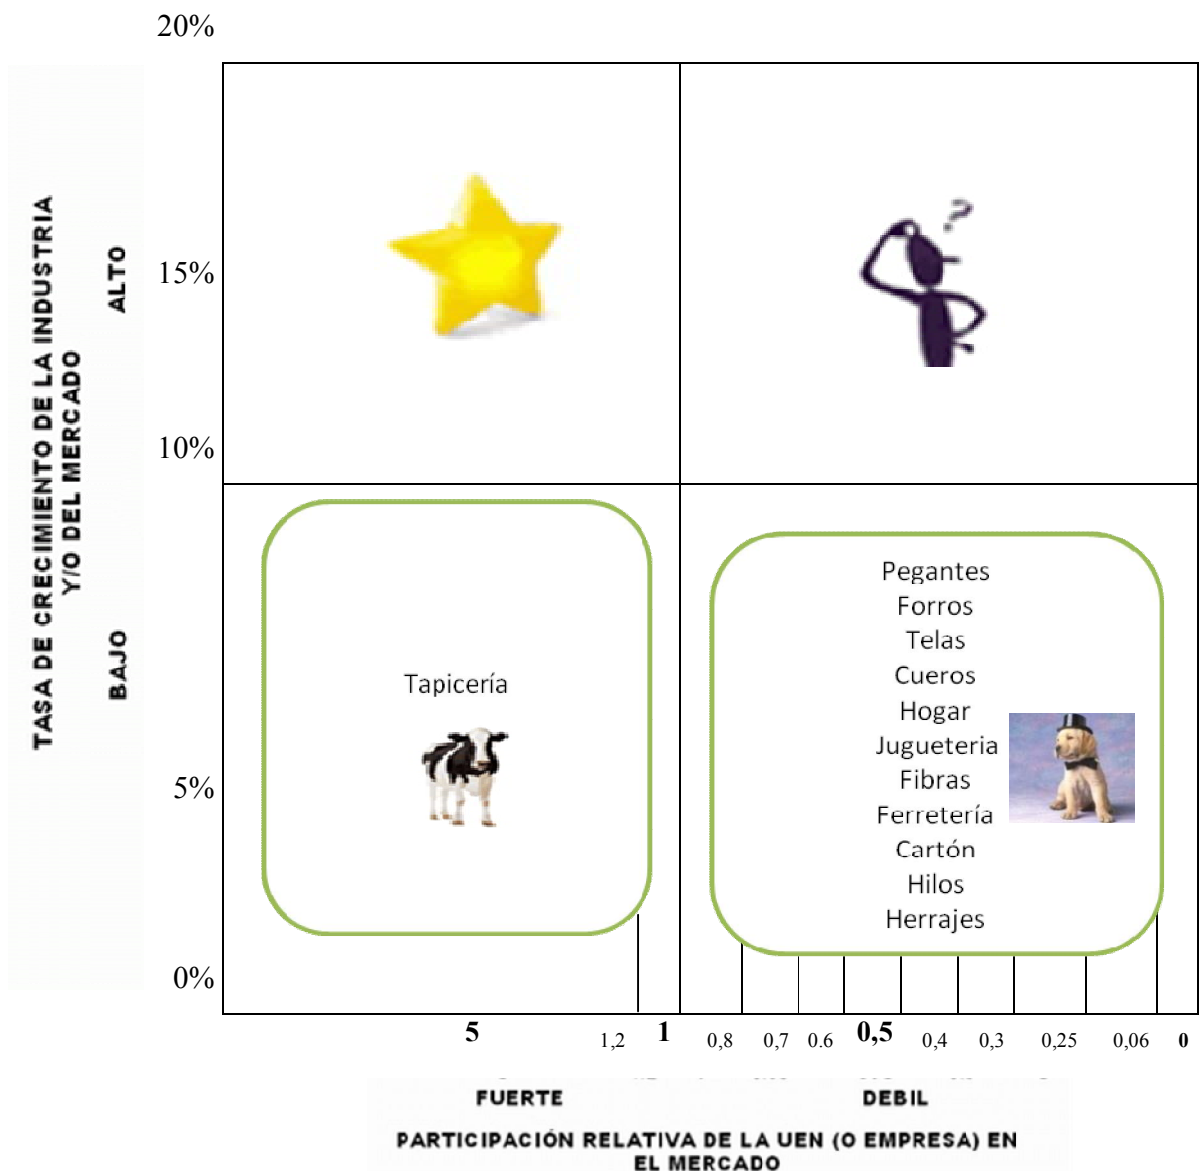 20%
TASA DE CRECIMIENTO DE LA INDUSTRIA
Y/O DEL MERCADO
ALTO
BAJO
15%
10%
5%
0%
?
Tapicería
Pegantes
Forros
Telas
Cueros
Hogar
Jugueteria
Fibras
Ferretería
Cartón
Hilos
Herrajes
5 1,2 1 0,8 0,7 0.6 0,5 0,4 0,3 0,25 0,06 0
FUERTE DEBIL
PARTICIPACIÓN RELATIVA DE LA UEN (O EMPRESA) EN
EL MERCADO